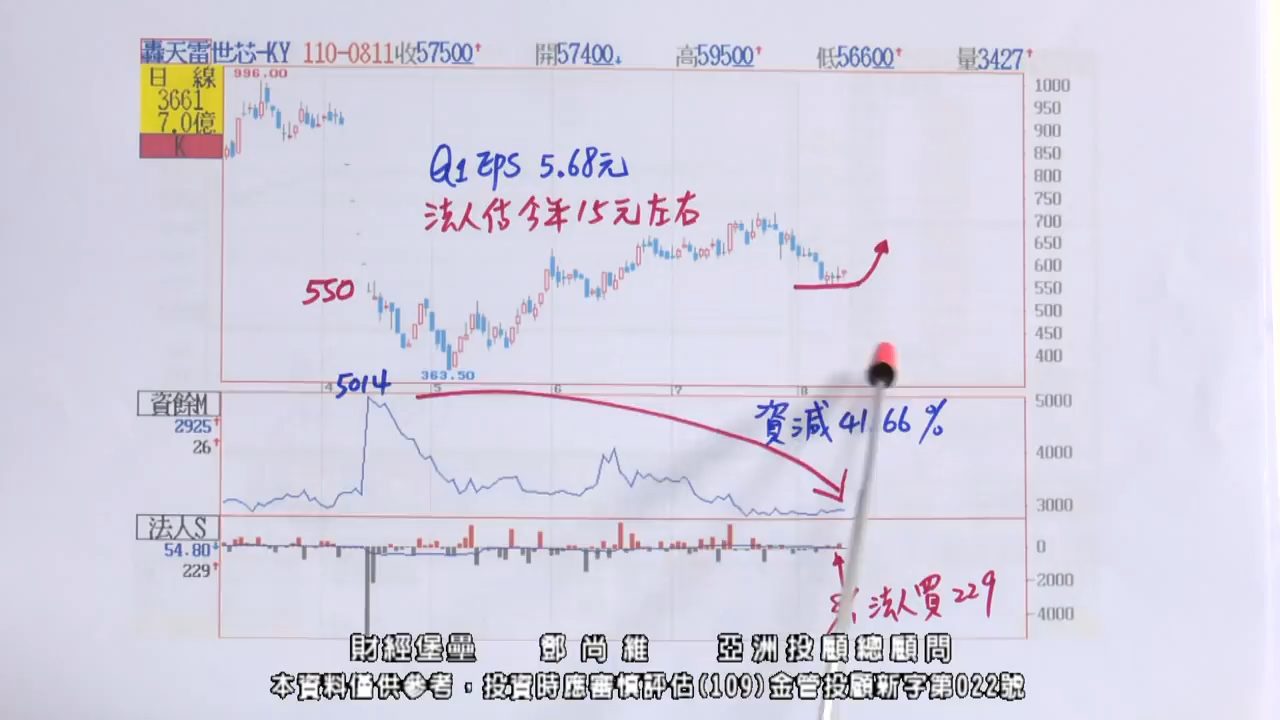 轟天雷世芯-KY 110-0811收57500↑ 開57400↓ 高59500↑ 低56600↑ 量3427↑
日 線
3661
7.0億
K
996.00
1000
950
900
850
800
750
700
650
600
550
500
450
400
Q1 EPS 5.68元
法人估今年15元左右
550
363.50
4 5 6 7 8
5014
資減41.66%
資餘M
2925↑
26↑
5000
4000
3000
法人S
54.80↓
229↑
0
-2000
4000
法人買229
財經堡壘 鄧尚維 亞洲投顧總顧問
本資料僅供參考，投資時應審慎評估(109)金管投顧新字第022號